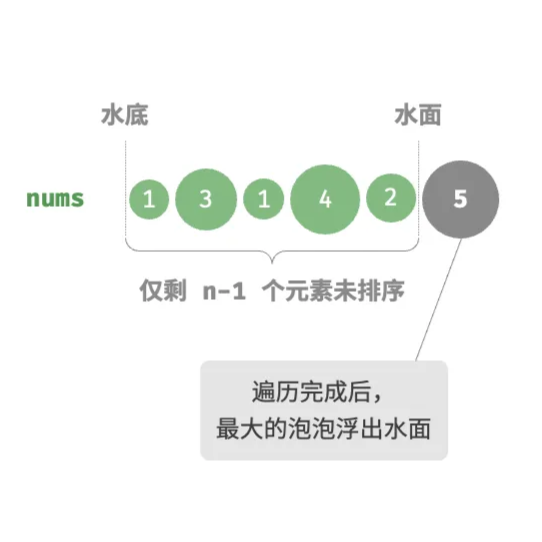 水底 水面
nums 1 3 1 4 2 5
仅剩 n-1 个元素未排序
遍历完成后，
最大的泡泡浮出水面